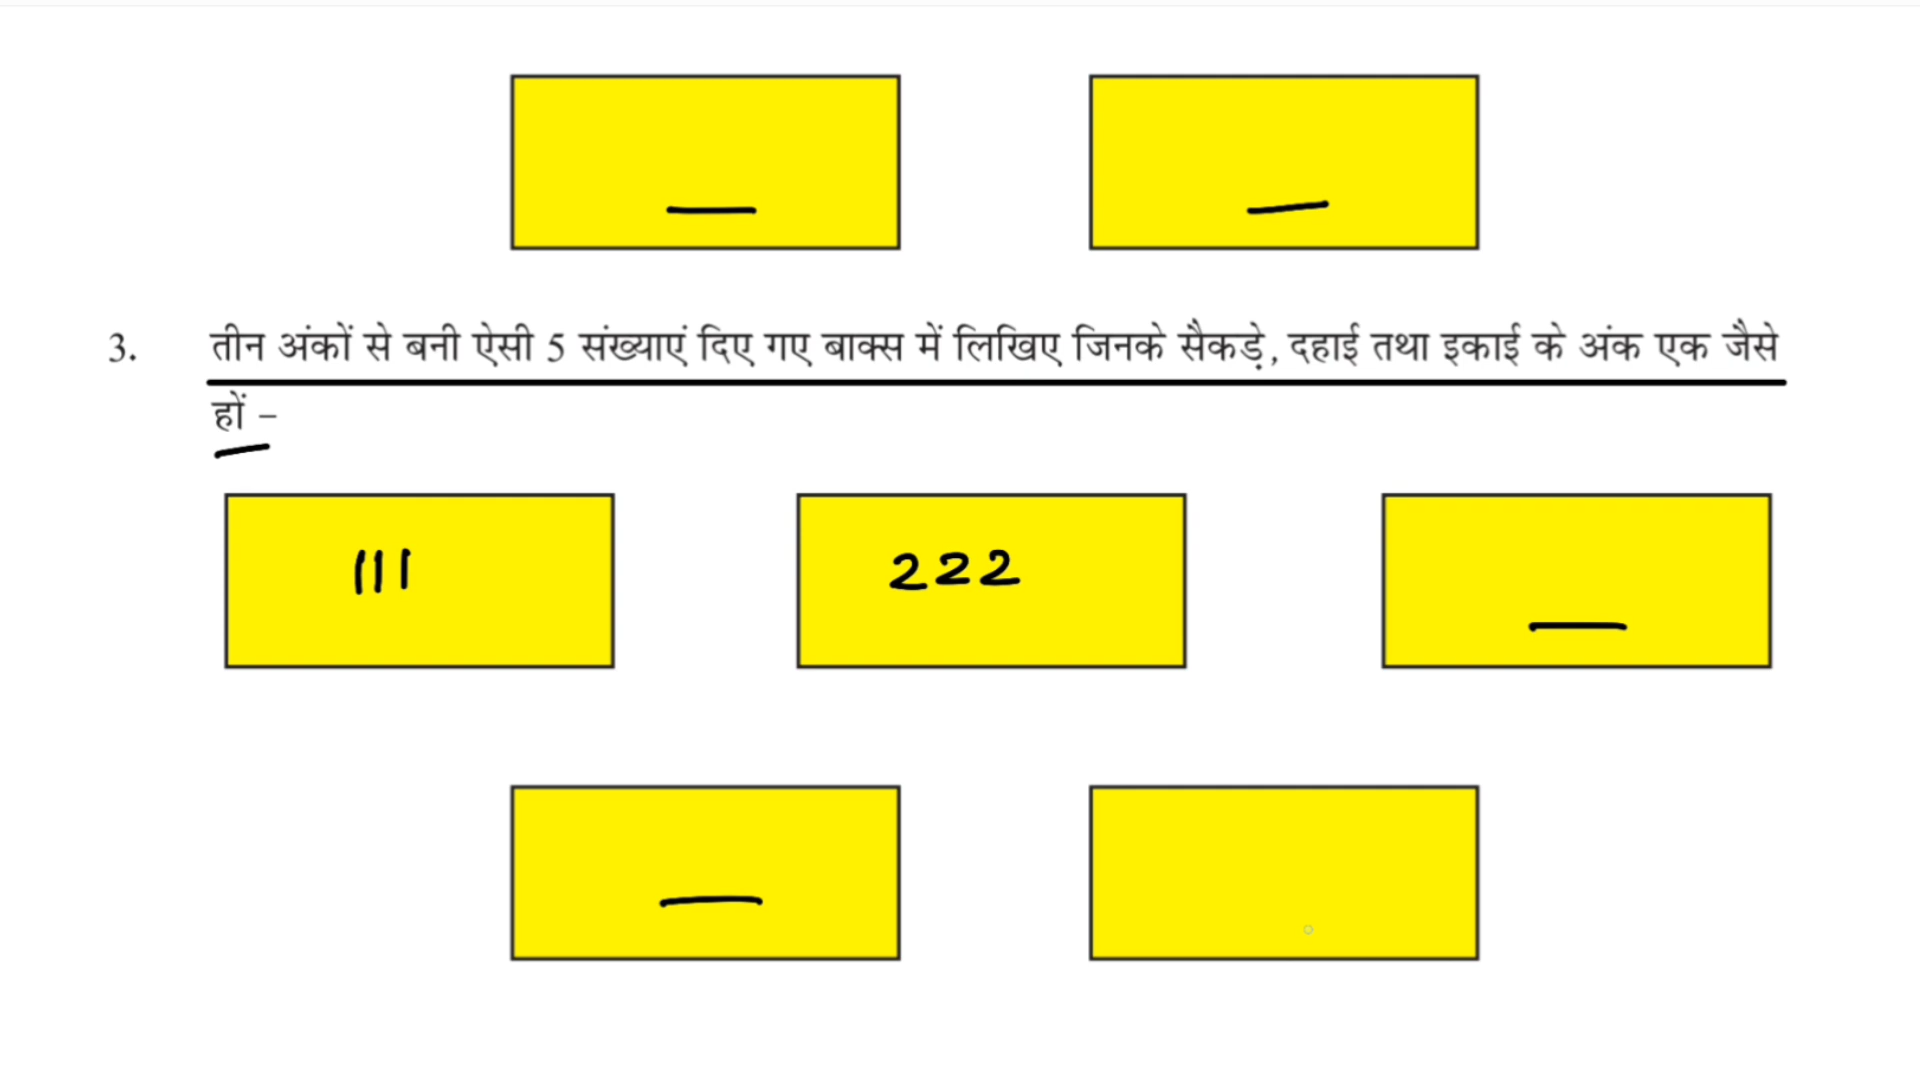 3. तीन अंकों से बनी ऐसी 5 संख्याएं दिए गए बाक्स में लिखिए जिनके सैकड़े, दहाई तथा इकाई के अंक एक जैसे
हों –
111 222